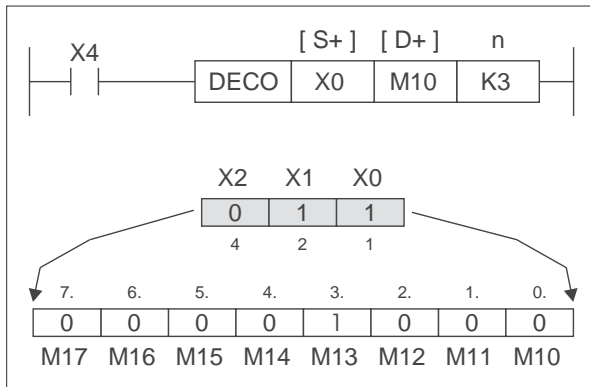 [ S+ ] [ D+ ] n
X4
DECO X0 M10 K3
X2 X1 X0
0 1 1
4 2 1
7. 6. 5. 4. 3. 2. 1. 0.
0 0 0 0 1 0 0 0
M17 M16 M15 M14 M13 M12 M11 M10